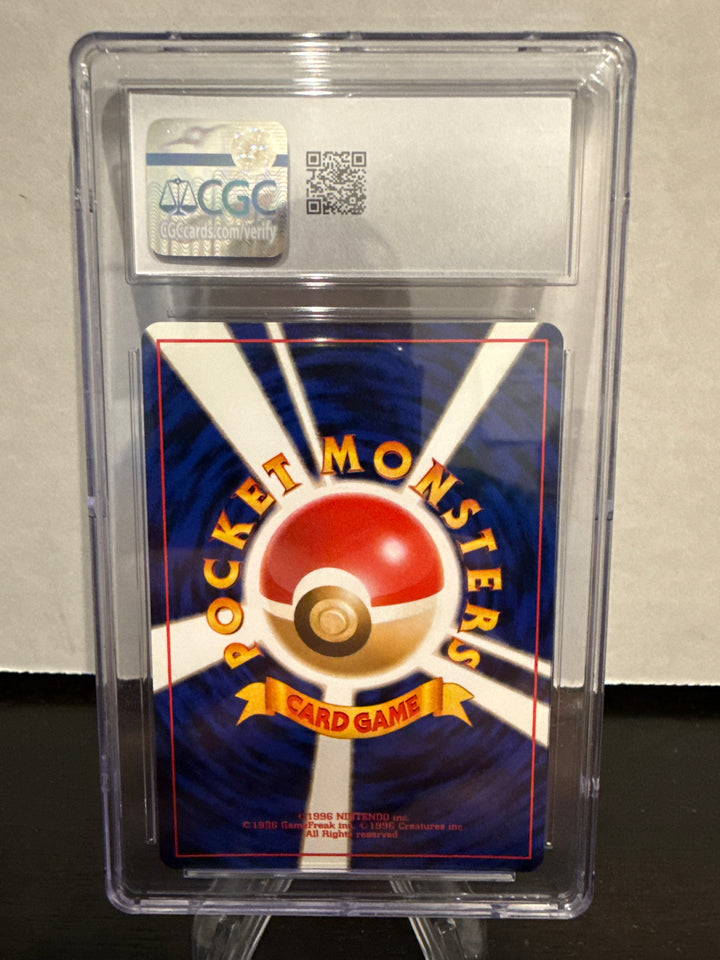 CGC
CGCcards.com/verify
POCKET MONSTERS
CARD GAME
©1996 NINTENDO inc.
©1996 GameFreak inc. ©1996 Creatures inc
All Rights reserved